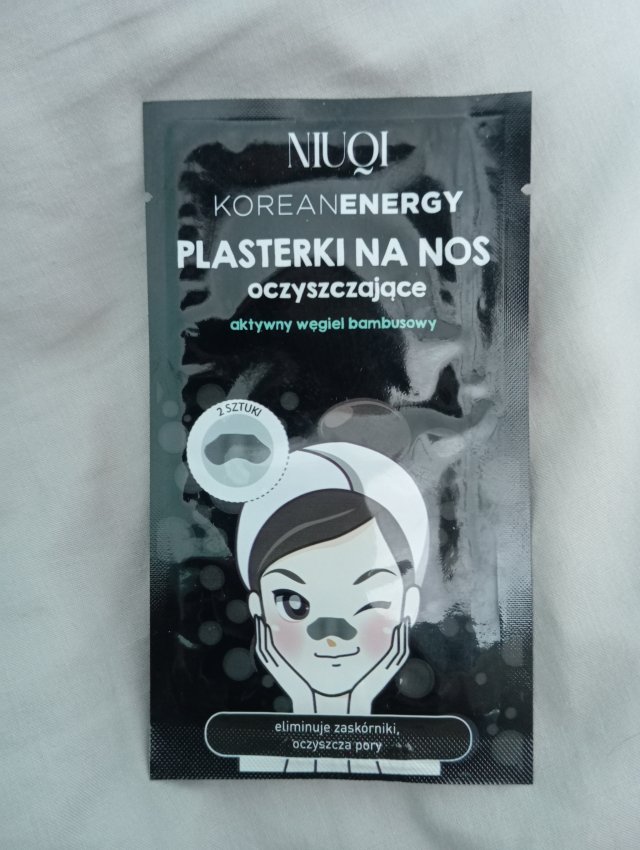 NIUQI
KOREANENERGY
PLASTERKI NA NOS
oczyszczające
aktywny węgiel bambusowy
2 SZTUKI
eliminuje zaskórniki,
oczyszcza pory